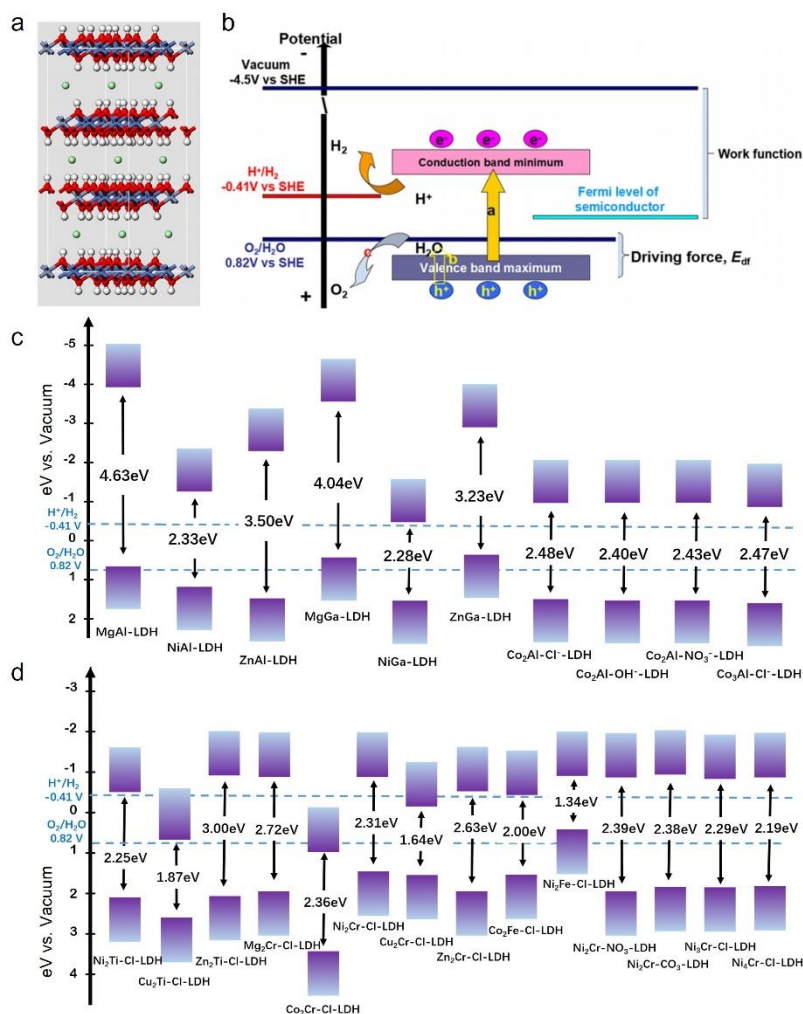 a
b
Potential
-
Vacuum
-4.5V vs SHE
H₂
e⁻ e⁻ e⁻
Conduction band minimum
Work function
H⁺/H₂
-0.41V vs SHE
H⁺
a
Fermi level of
semiconductor
O₂/H₂O
0.82V vs SHE
H₂O
c
b
Valence band maximum
Driving force, E_df
O₂
h⁺ h⁺ h⁺
+
c
eV vs. Vacuum
-5
-4
-3
-2
-1
0
1
2
H⁺/H₂
-0.41 V
O₂/H₂O
0.82 V
4.63eV
2.33eV
3.50eV
4.04eV
2.28eV
3.23eV
2.48eV
2.40eV
2.43eV
2.47eV
MgAl-LDH
NiAl-LDH
ZnAl-LDH
MgGa-LDH
NiGa-LDH
ZnGa-LDH
Co₂Al-Cl⁻-LDH
Co₂Al-OH⁻-LDH
Co₂Al-NO₃⁻-LDH
Co₃Al-Cl⁻-LDH
d
eV vs. Vacuum
-3
-2
-1
0
1
2
3
4
H⁺/H₂
-0.41 V
O₂/H₂O
0.82 V
2.25eV
1.87eV
3.00eV
2.72eV
2.36eV
2.31eV
1.64eV
2.63eV
2.00eV
1.34eV
2.39eV
2.38eV
2.29eV
2.19eV
Ni₂Ti-Cl-LDH
Cu₂Ti-Cl-LDH
Zn₂Ti-Cl-LDH
Mg₂Cr-Cl-LDH
Co₂Cr-Cl-LDH
Ni₂Cr-Cl-LDH
Cu₂Cr-Cl-LDH
Zn₂Cr-Cl-LDH
Co₂Fe-Cl-LDH
Ni₂Fe-Cl-LDH
Ni₂Cr-NO₃-LDH
Ni₂Cr-CO₃-LDH
Ni₃Cr-Cl-LDH
Ni₄Cr-Cl-LDH